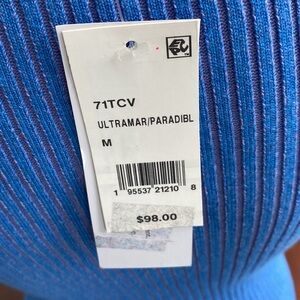 71TCV
ULTRAMAR/PARADIBL
M
1 95537 21210 8
$98.00